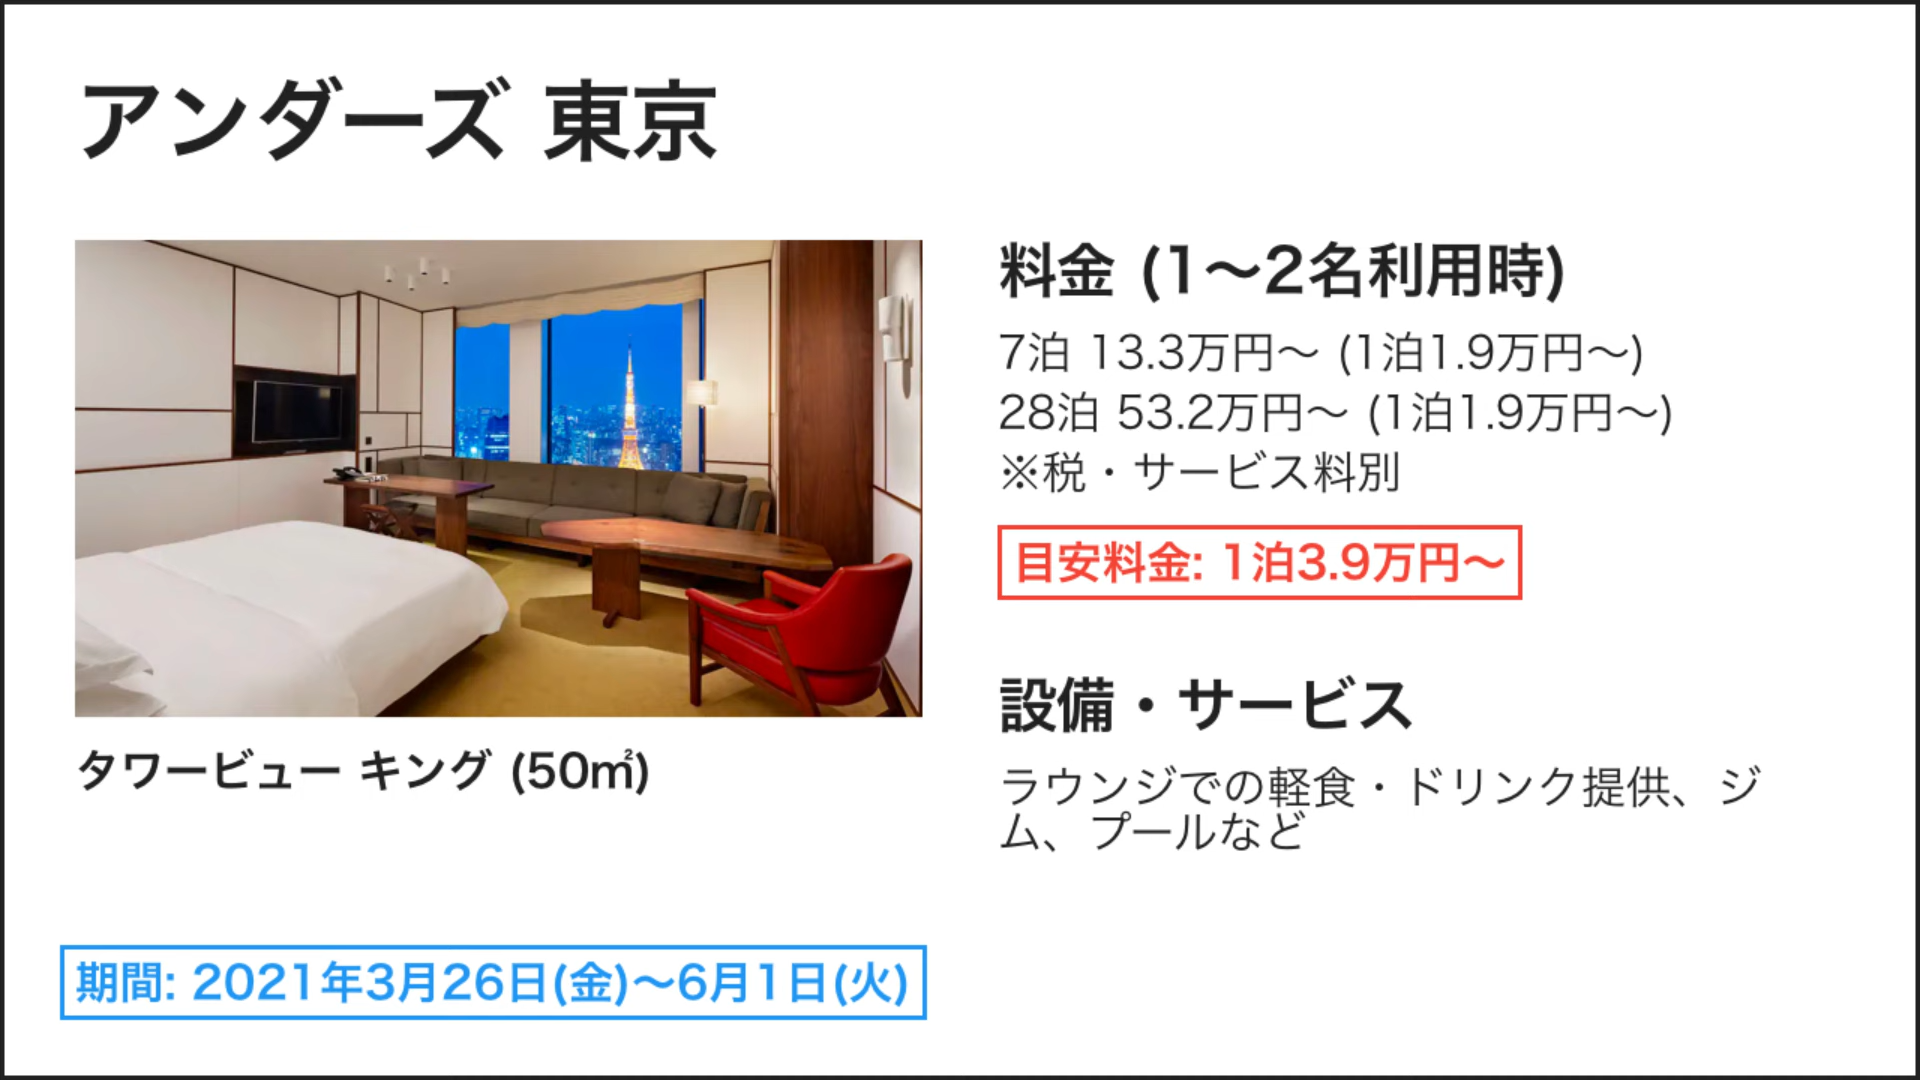 アンダーズ 東京
料金 (1〜2名利用時)
7泊 13.3万円〜 (1泊1.9万円〜)
28泊 53.2万円〜 (1泊1.9万円〜)
※税・サービス料別
目安料金: 1泊3.9万円〜
設備・サービス
ラウンジでの軽食・ドリンク提供、ジ
ム、プールなど
タワービュー キング (50㎡)
期間: 2021年3月26日(金)〜6月1日(火)